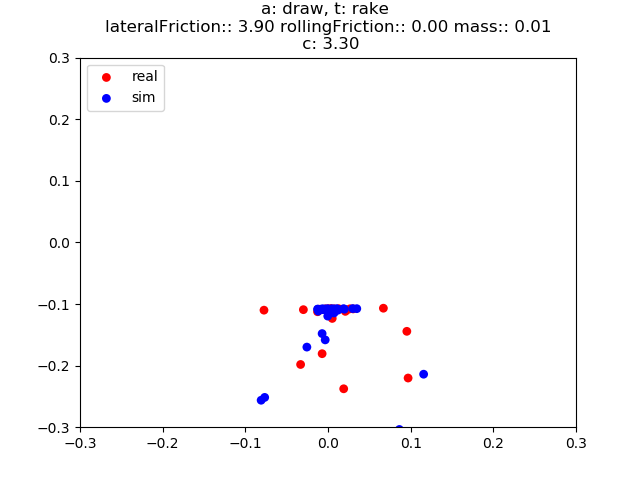 a: draw, t: rake
lateralFriction:: 3.90 rollingFriction:: 0.00 mass:: 0.01
c: 3.30
real
sim
0.3
0.2
0.1
0.0
−0.1
−0.2
−0.3
−0.3 −0.2 −0.1 0.0 0.1 0.2 0.3